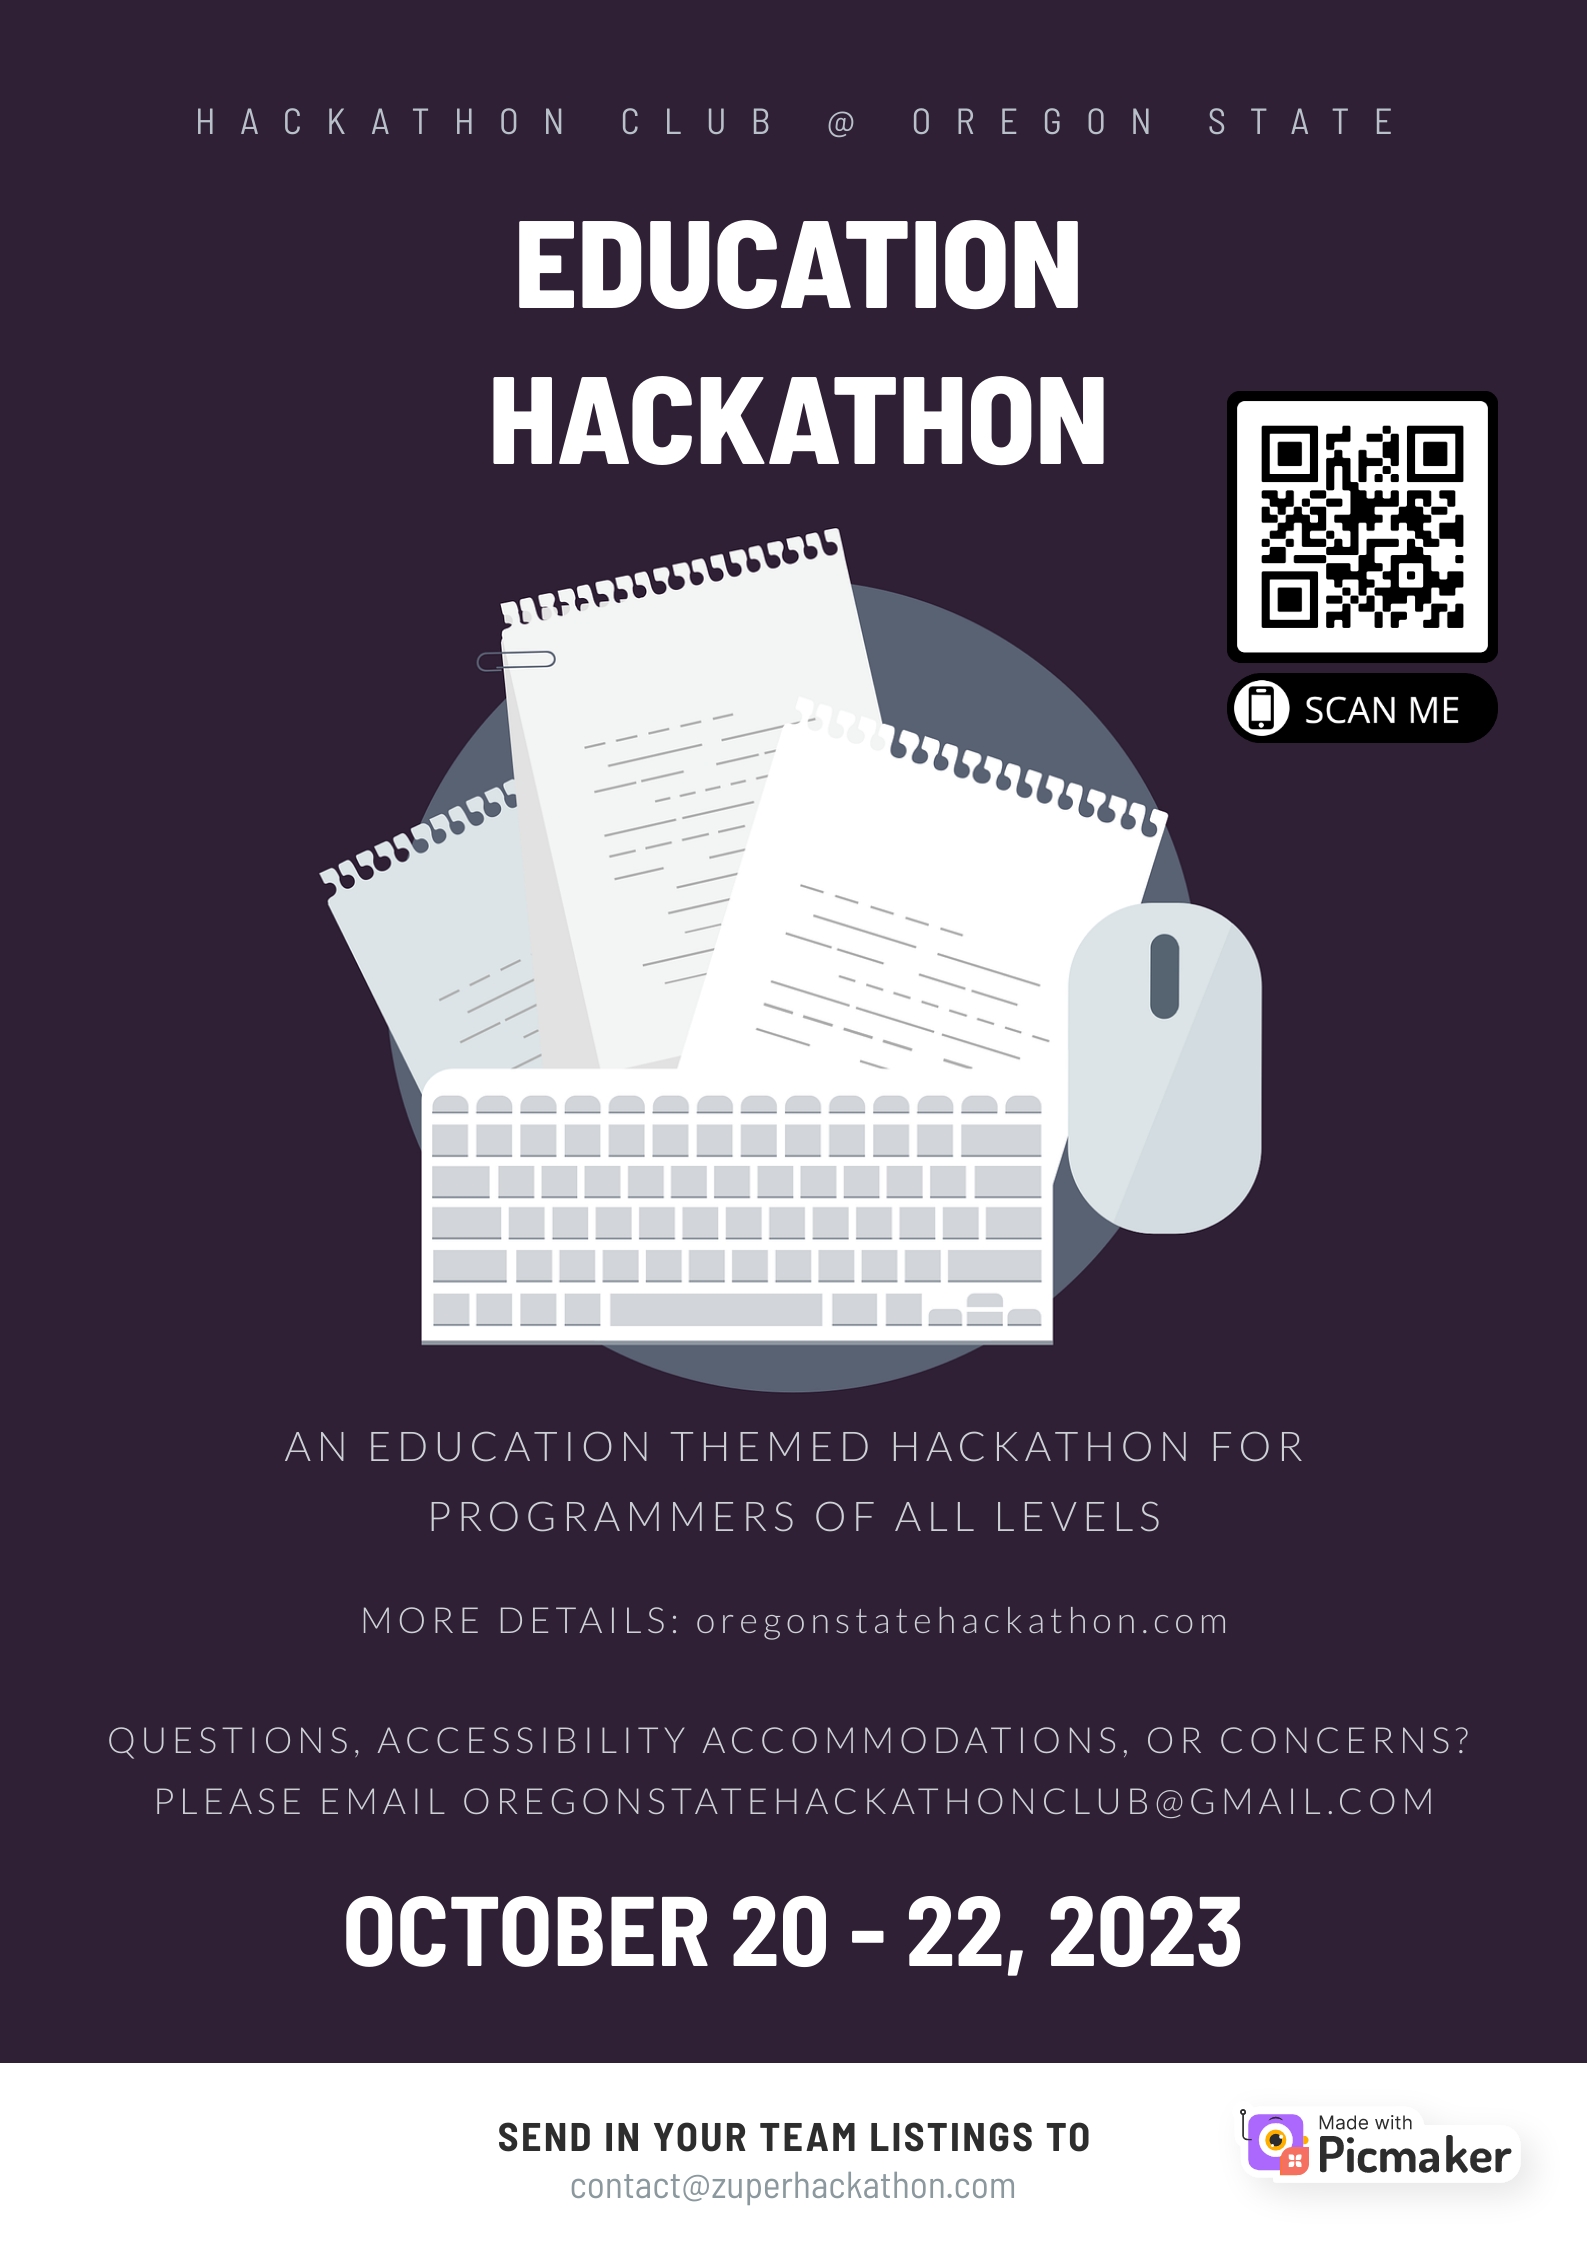 HACKATHON CLUB @ OREGON STATE
EDUCATION
HACKATHON
SCAN ME
AN EDUCATION THEMED HACKATHON FOR
PROGRAMMERS OF ALL LEVELS
MORE DETAILS: oregonstatehackathon.com
QUESTIONS, ACCESSIBILITY ACCOMMODATIONS, OR CONCERNS?
PLEASE EMAIL OREGONSTATEHACKATHONCLUB@GMAIL.COM
OCTOBER 20 - 22, 2023
SEND IN YOUR TEAM LISTINGS TO
contact@zuperhackathon.com
Made with
Picmaker